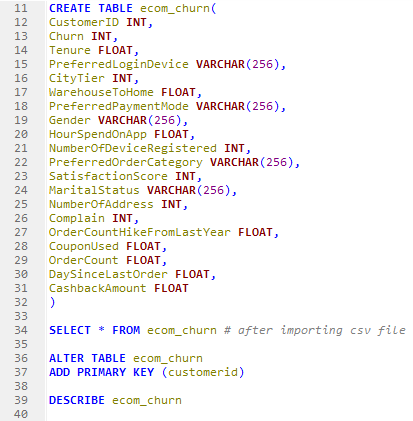 11 CREATE TABLE ecom_churn(
12 CustomerID INT,
13 Churn INT,
14 Tenure FLOAT,
15 PreferredLoginDevice VARCHAR(256),
16 CityTier INT,
17 WarehouseToHome FLOAT,
18 PreferredPaymentMode VARCHAR(256),
19 Gender VARCHAR(256),
20 HourSpendOnApp FLOAT,
21 NumberOfDeviceRegistered INT,
22 PreferredOrderCategory VARCHAR(256),
23 SatisfactionScore INT,
24 MaritalStatus VARCHAR(256),
25 NumberOfAddress INT,
26 Complain INT,
27 OrderCountHikeFromLastYear FLOAT,
28 CouponUsed FLOAT,
29 OrderCount FLOAT,
30 DaySinceLastOrder FLOAT,
31 CashbackAmount FLOAT
32 )
33
34 SELECT * FROM ecom_churn # after importing csv file
35
36 ALTER TABLE ecom_churn
37 ADD PRIMARY KEY (customerid)
38
39 DESCRIBE ecom_churn
40